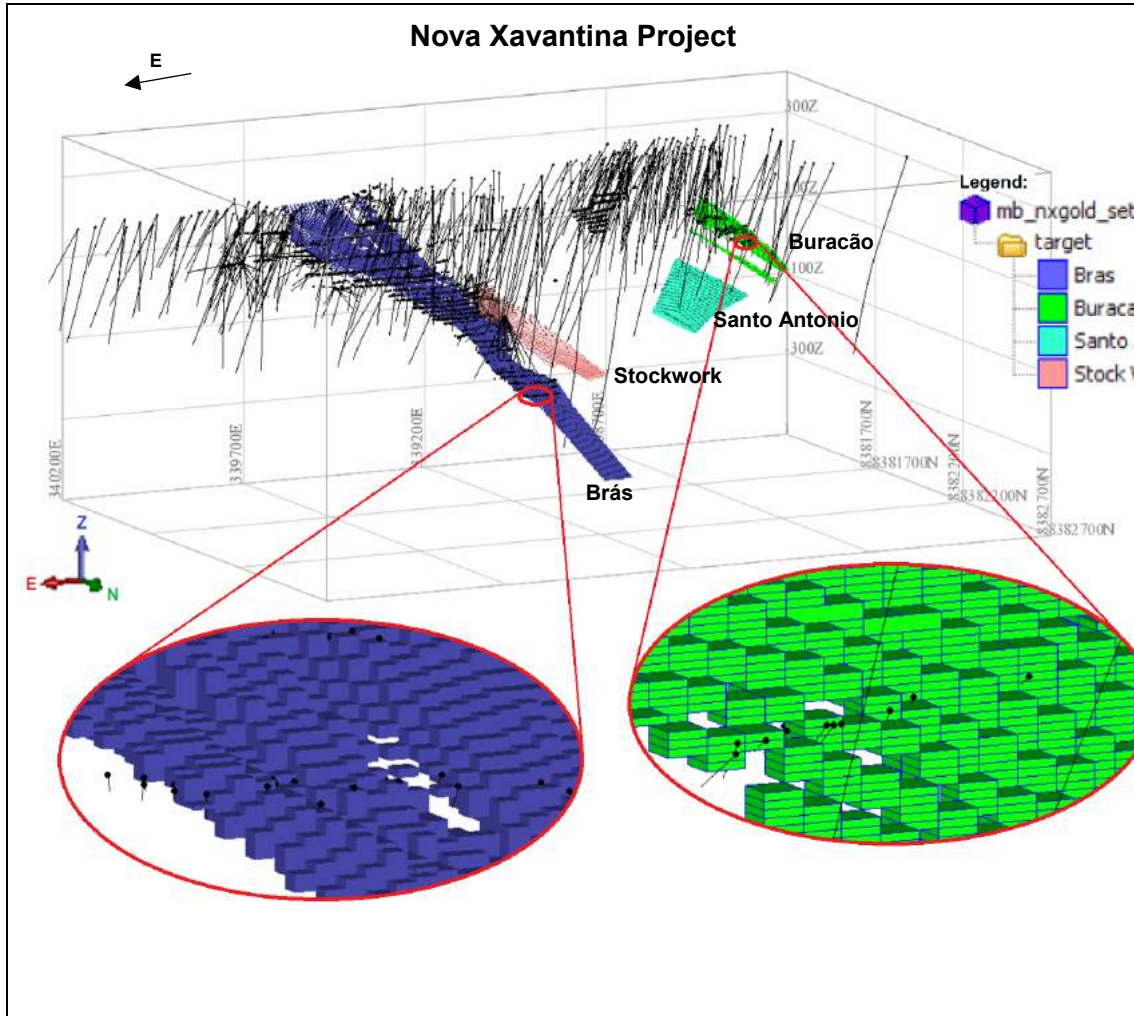 Nova Xavantina Project
E
300Z
100Z
Legend:
mb_nxgold_set
target
Bras
Buraca
Santo
Stock
Buracão
100Z
Santo Antonio
300Z
Stockwork
Brás
340200E
339700E
339200E
8700E
8381700N
8381700N
8382200N
8382200N
8382700N
8382700N
Z
E
N